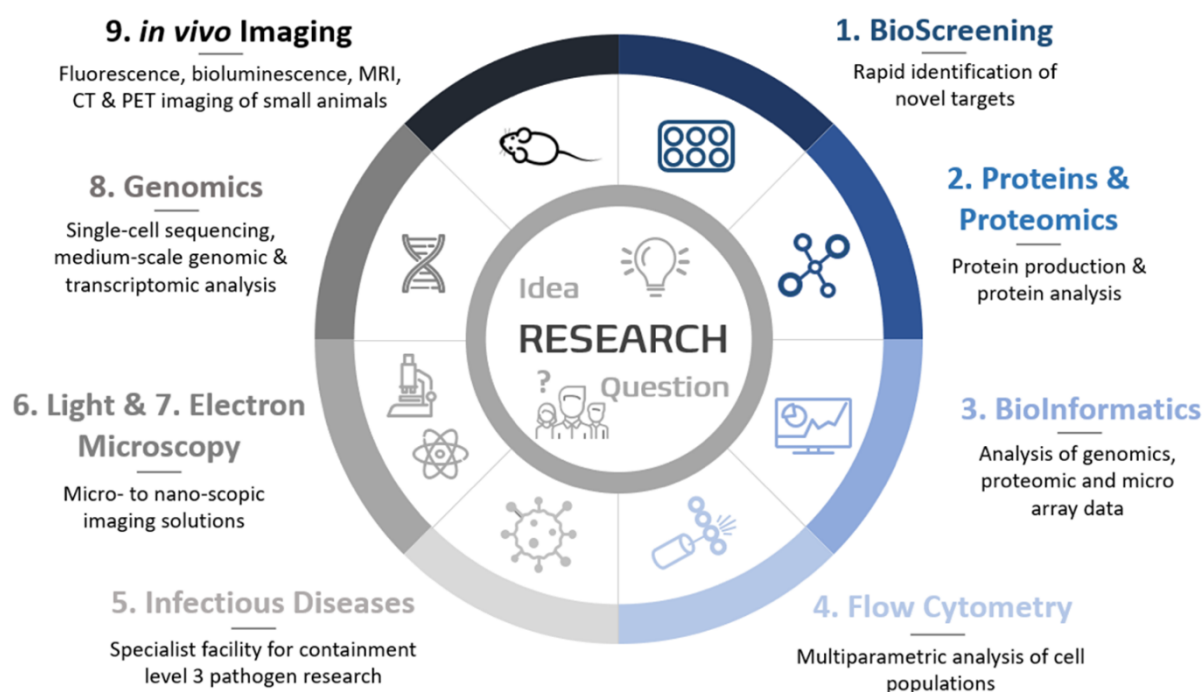 9. in vivo Imaging
Fluorescence, bioluminescence, MRI,
CT & PET imaging of small animals
1. BioScreening
Rapid identification of
novel targets
8. Genomics
Single-cell sequencing,
medium-scale genomic &
transcriptomic analysis
2. Proteins &
Proteomics
Protein production &
protein analysis
Idea
RESEARCH
?
Question
6. Light & 7. Electron
Microscopy
Micro- to nano-scopic
imaging solutions
3. BioInformatics
Analysis of genomics,
proteomic and micro
array data
5. Infectious Diseases
Specialist facility for containment
level 3 pathogen research
4. Flow Cytometry
Multiparametric analysis of cell
populations